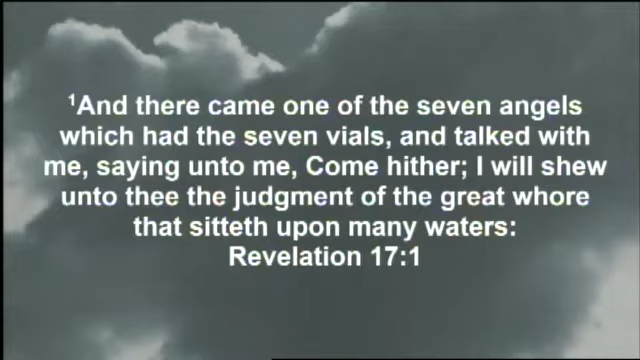 ¹And there came one of the seven angels
which had the seven vials, and talked with
me, saying unto me, Come hither; I will shew
unto thee the judgment of the great whore
that sitteth upon many waters:
Revelation 17:1